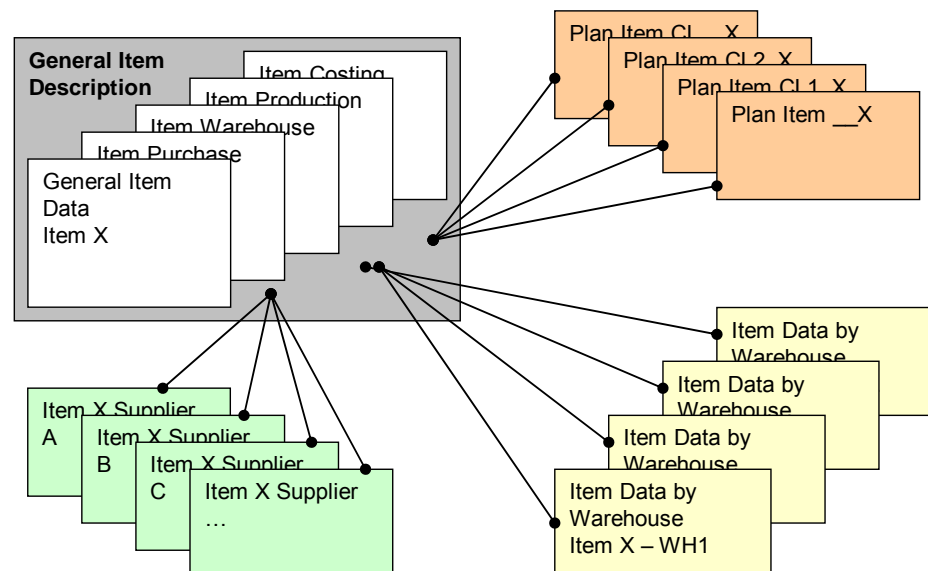 General Item
Description
Item Costing
Item Production
Item Warehouse
Item Purchase
General Item
Data
Item X
Plan Item CL... X
Plan Item CL2 X
Plan Item CL1 X
Plan Item __X
Item X Supplier
A
Item X Supplier
B
Item X Supplier
C
Item X Supplier
…
Item Data by
Warehouse
Item Data by
Warehouse
Item Data by
Warehouse
Item Data by
Warehouse
Item X – WH1